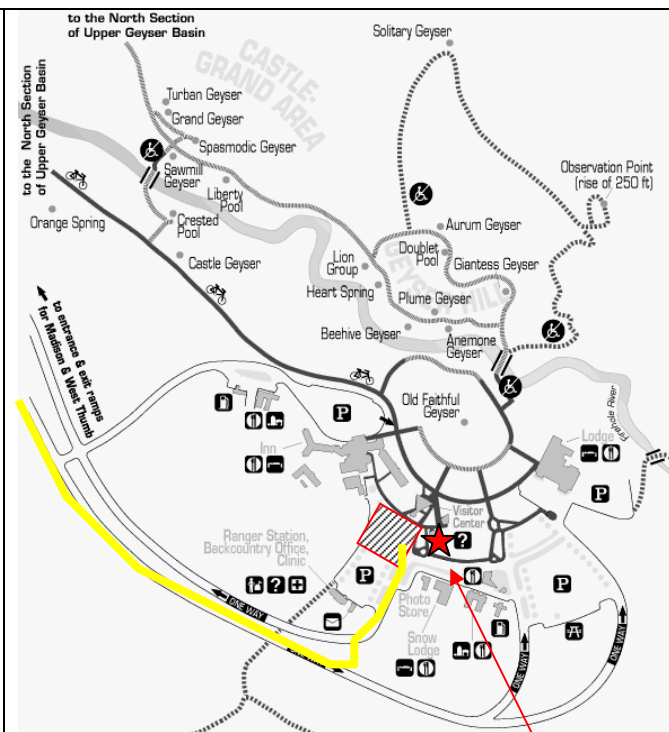 to the North Section
of Upper Geyser Basin
Solitary Geyser
CASTLE-
GRAND AREA
to the North Section
of Upper Geyser Basin
Turban Geyser
Grand Geyser
Spasmodic Geyser
Sawmill
Geyser
Liberty
Pool
Observation Point
(rise of 250 ft)
Orange Spring
Crested
Pool
Castle Geyser
Aurum Geyser
Doublet
Pool
Giantess Geyser
Lion
Group
GEYSER HILL
Heart Spring
Plume Geyser
Beehive Geyser
Anemone
Geyser
to entrance & exit ramps
for Madison & West Thumb
P
Old Faithful
Geyser
Firehole River
Inn
Lodge
P
Visitor
Center
?
Ranger Station,
Backcountry Office,
Clinic
?
P
P
Photo
Store
Snow
Lodge
ONE WAY
ONE WAY
ONE WAY